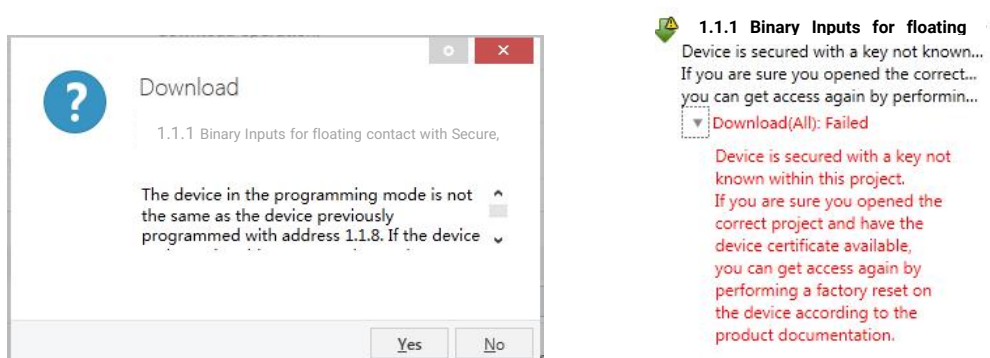 Download
1.1.1 Binary Inputs for floating contact with Secure,
The device in the programming mode is not
the same as the device previously
programmed with address 1.1.8. If the device
Yes
No
1.1.1 Binary Inputs for floating
Device is secured with a key not known...
If you are sure you opened the correct...
you can get access again by performin...
Download(All): Failed
Device is secured with a key not
known within this project.
If you are sure you opened the
correct project and have the
device certificate available,
you can get access again by
performing a factory reset on
the device according to the
product documentation.